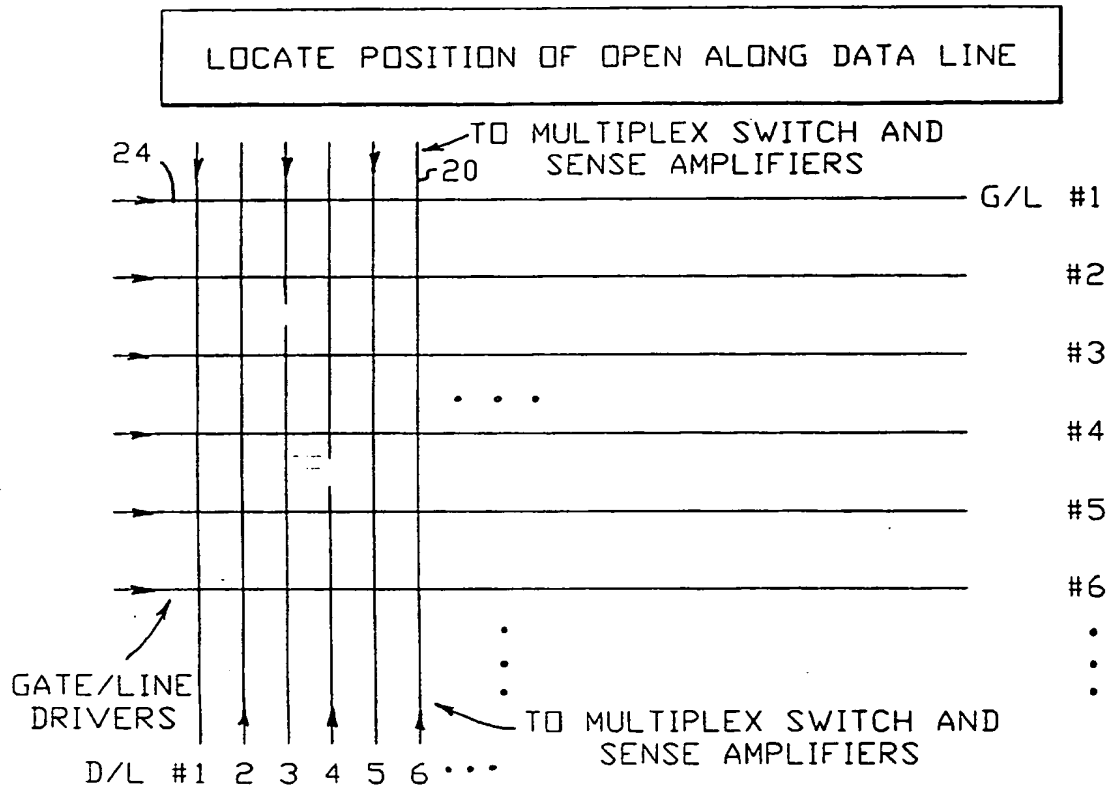 LOCATE POSITION OF OPEN ALONG DATA LINE
TO MULTIPLEX SWITCH AND
SENSE AMPLIFIERS
24
20
G/L #1
#2
#3
#4
#5
#6
GATE/LINE
DRIVERS
TO MULTIPLEX SWITCH AND
SENSE AMPLIFIERS
D/L #1 2 3 4 5 6